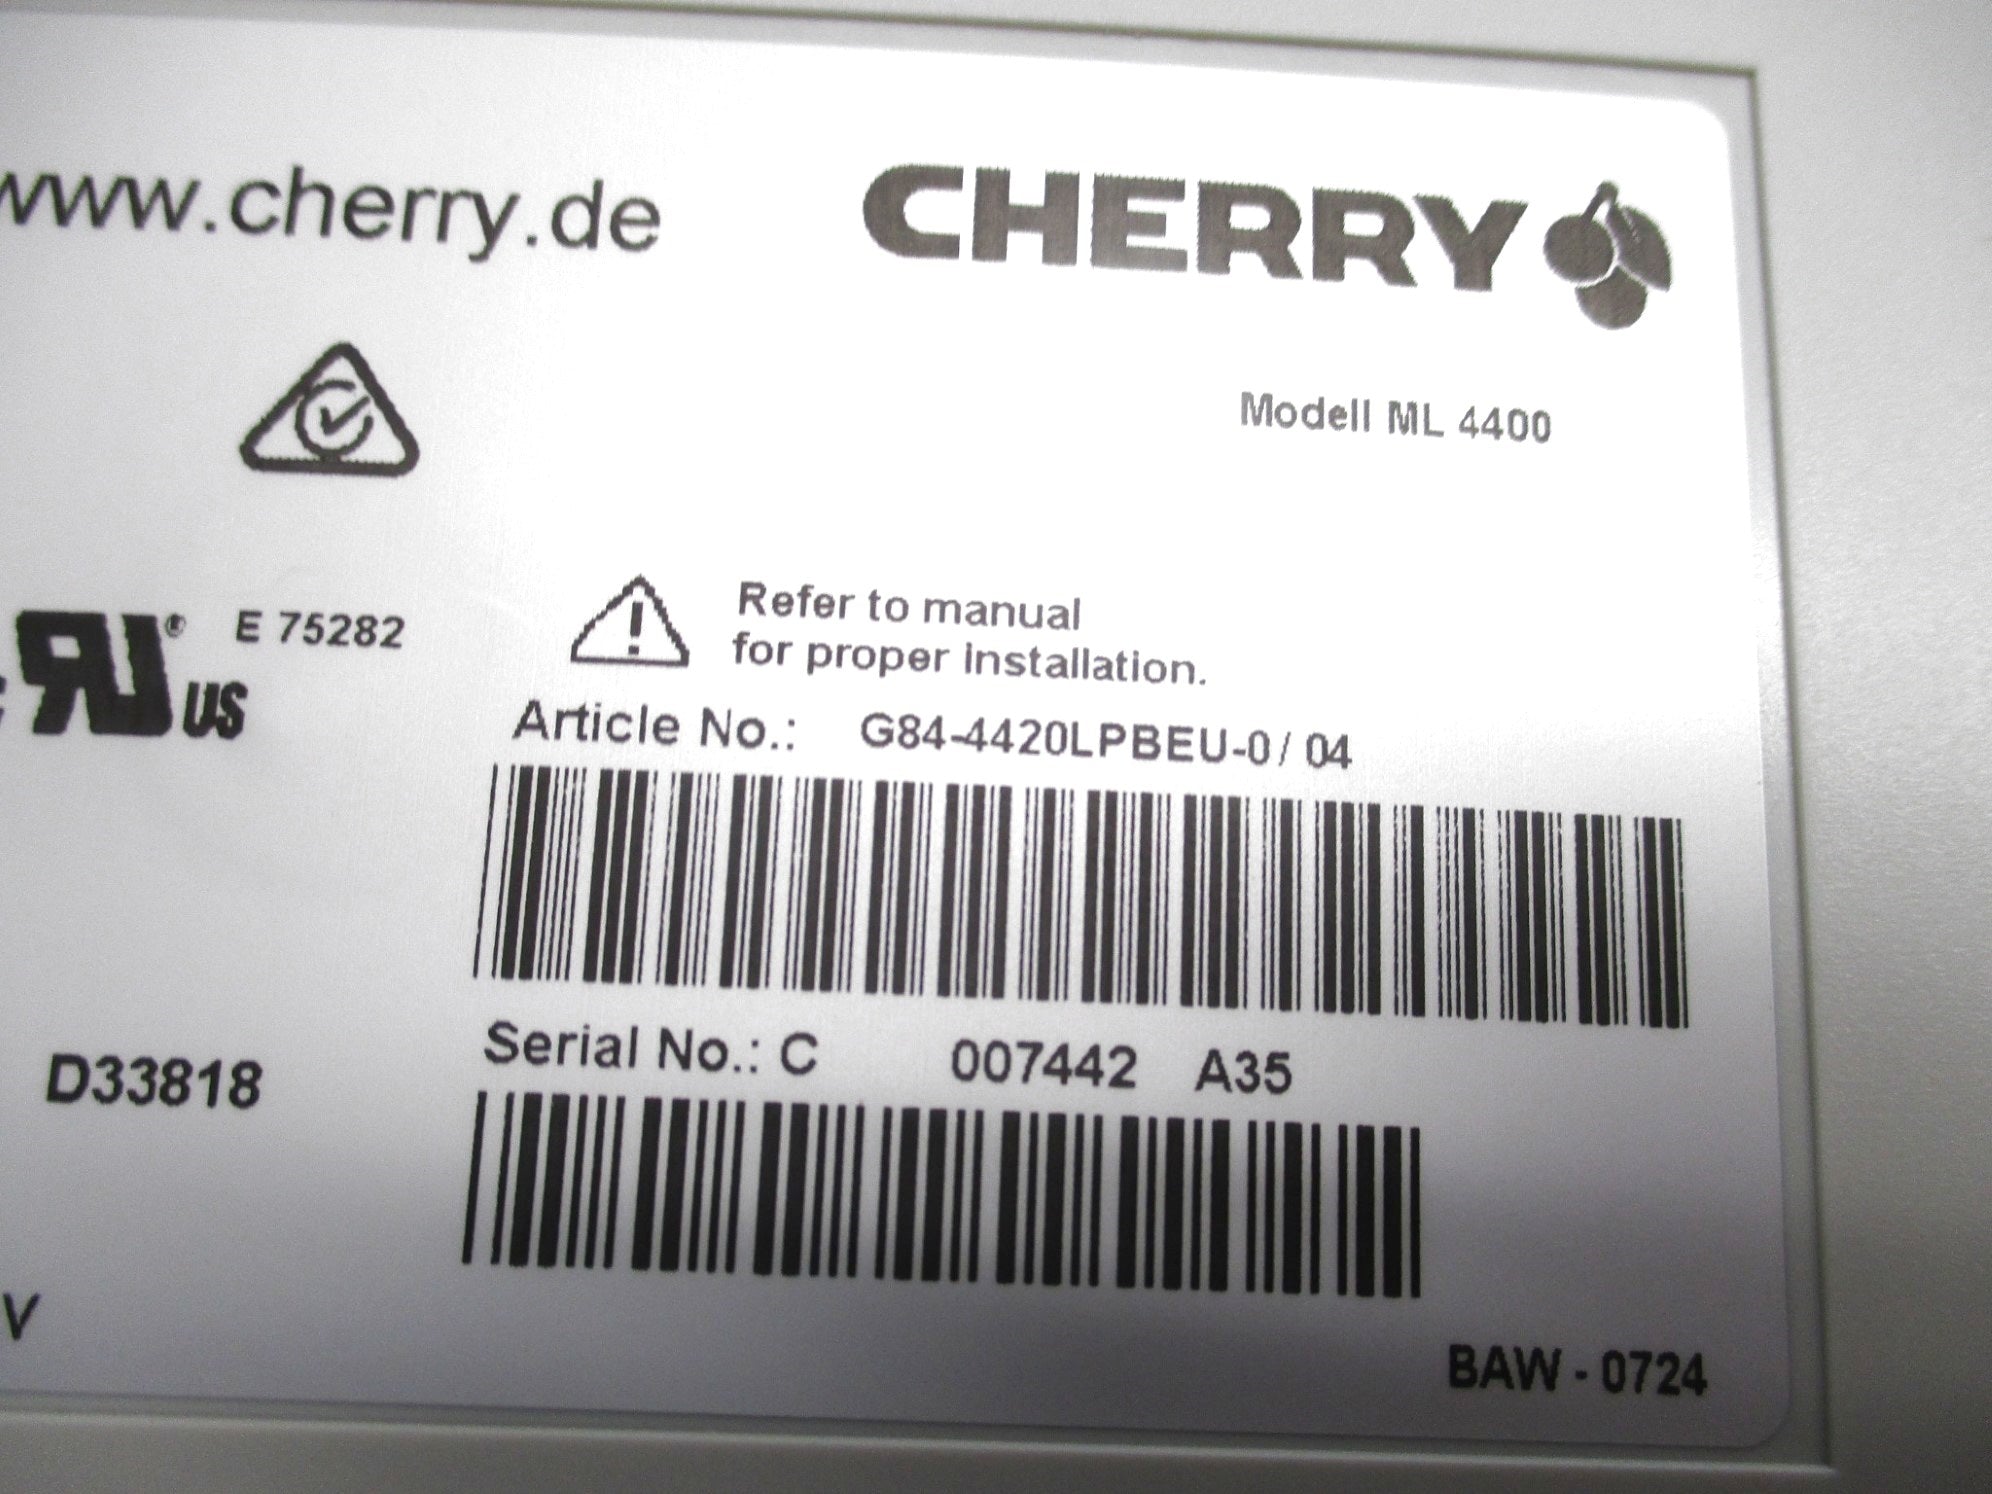 www.cherry.de
CHERRY
Modell ML 4400
Refer to manual
for proper installation.
E 75282
US
Article No.: G84-4420LPBEU-0 / 04
Serial No.: C 007442 A35
D33818
V
BAW - 0724